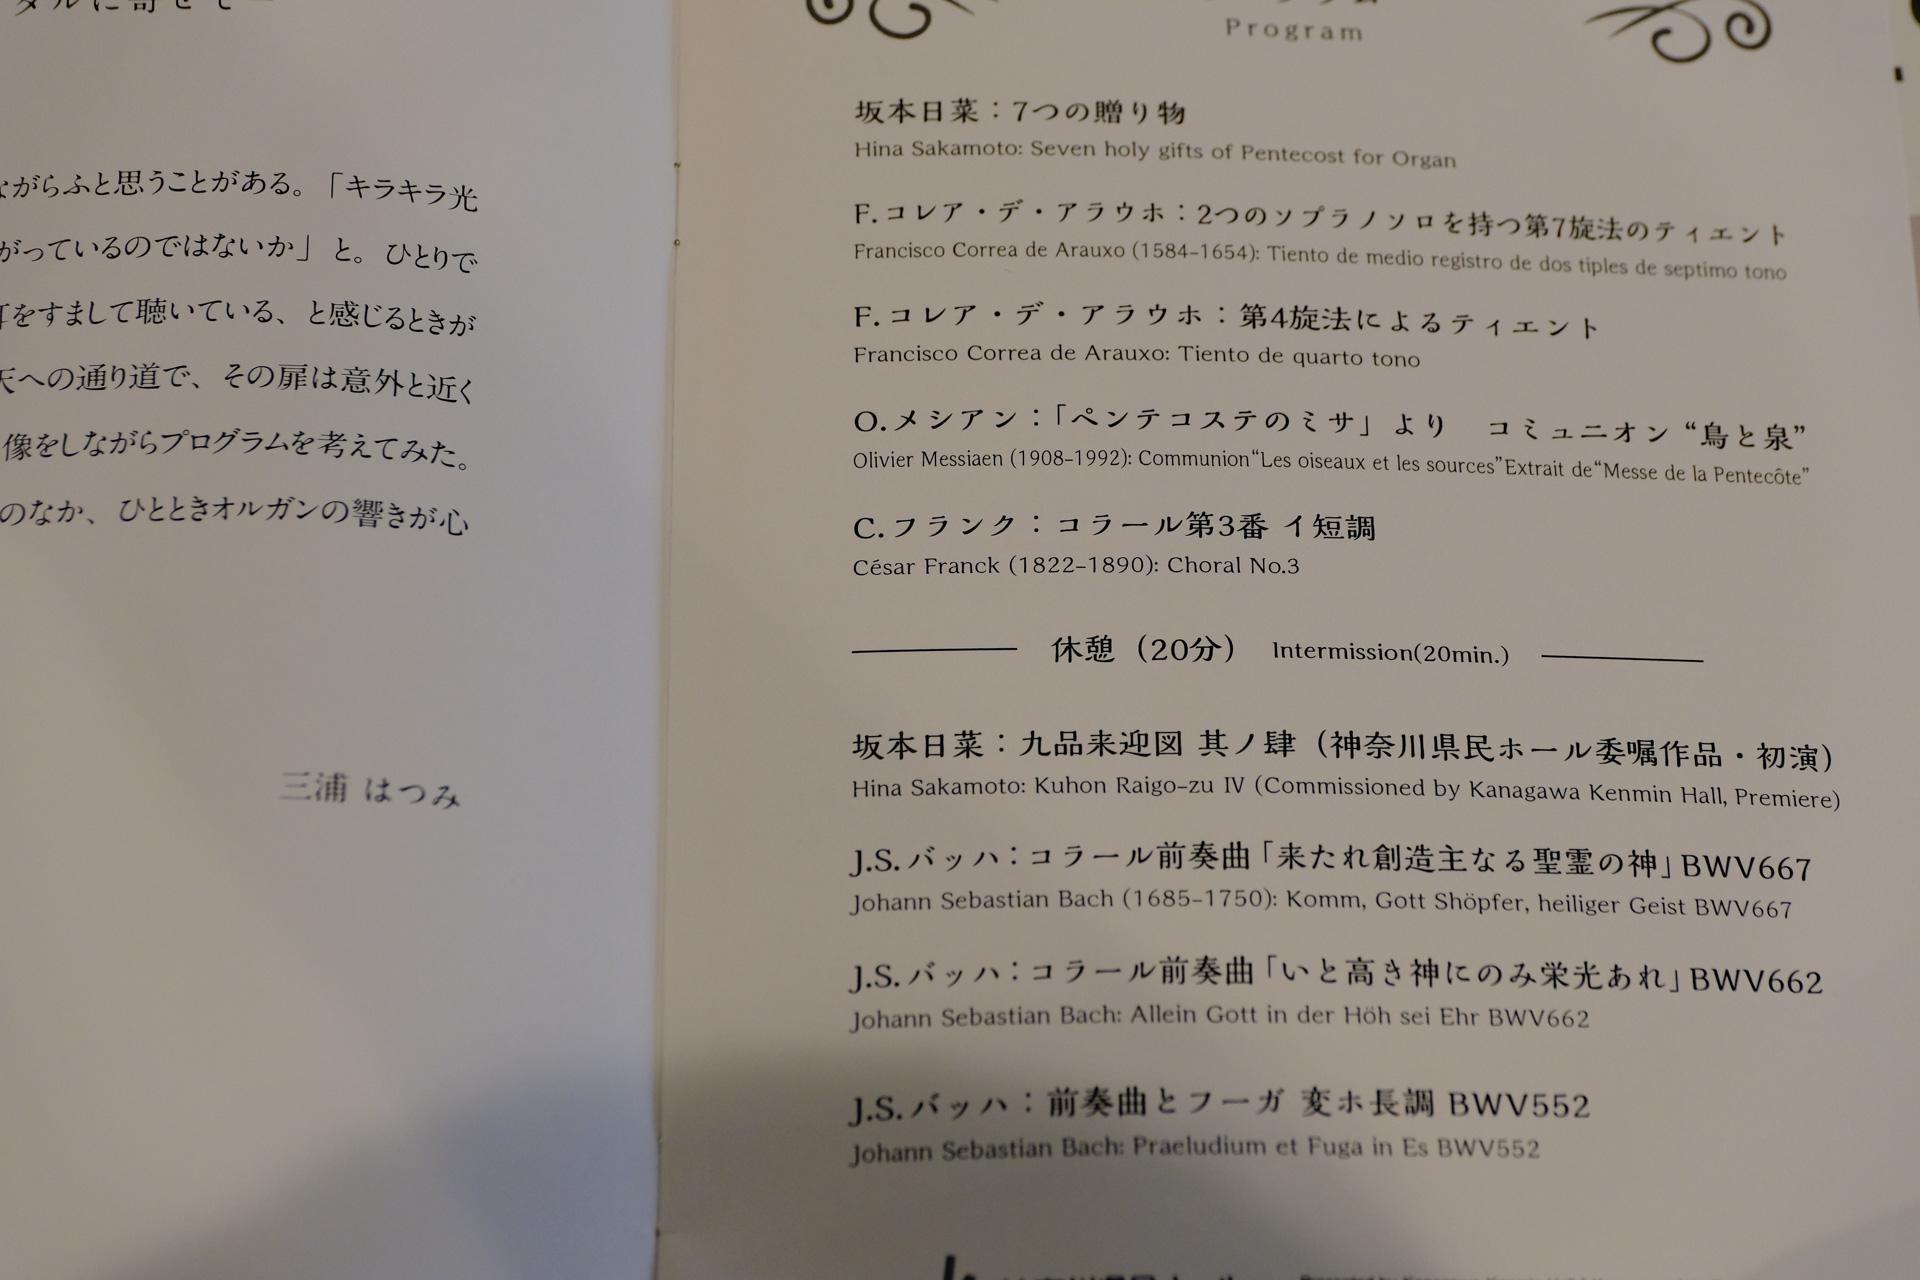 ながらふと思うことがある。「キラキラ光
がっているのではないか」と。ひとりで
耳をすまして聴いている、と感じるときが
天への通り道で、その扉は意外と近く
像をしながらプログラムを考えてみた。
のなか、ひとときオルガンの響きが心
三浦 はつみ
Program
坂本日菜：7つの贈り物
Hina Sakamoto: Seven holy gifts of Pentecost for Organ
F.コレア・デ・アラウホ：2つのソプラノソロを持つ第7旋法のティエント
Francisco Correa de Arauxo (1584-1654): Tiento de medio registro de dos tiples de septimo tono
F.コレア・デ・アラウホ：第4旋法によるティエント
Francisco Correa de Arauxo: Tiento de quarto tono
O.メシアン：「ペンテコステのミサ」より　コミュニオン“鳥と泉”
Olivier Messiaen (1908-1992): Communion“Les oiseaux et les sources”Extrait de“Messe de la Pentecôte”
C.フランク：コラール第3番 イ短調
César Franck (1822-1890): Choral No.3
休憩（20分） Intermission(20min.)
坂本日菜：九品来迎図 其ノ肆（神奈川県民ホール委嘱作品・初演）
Hina Sakamoto: Kuhon Raigo-zu IV (Commissioned by Kanagawa Kenmin Hall, Premiere)
J.S.バッハ：コラール前奏曲「来たれ創造主なる聖霊の神」BWV667
Johann Sebastian Bach (1685-1750): Komm, Gott Shöpfer, heiliger Geist BWV667
J.S.バッハ：コラール前奏曲「いと高き神にのみ栄光あれ」BWV662
Johann Sebastian Bach: Allein Gott in der Höh sei Ehr BWV662
J.S.バッハ：前奏曲とフーガ 変ホ長調 BWV552
Johann Sebastian Bach: Praeludium et Fuga in Es BWV552